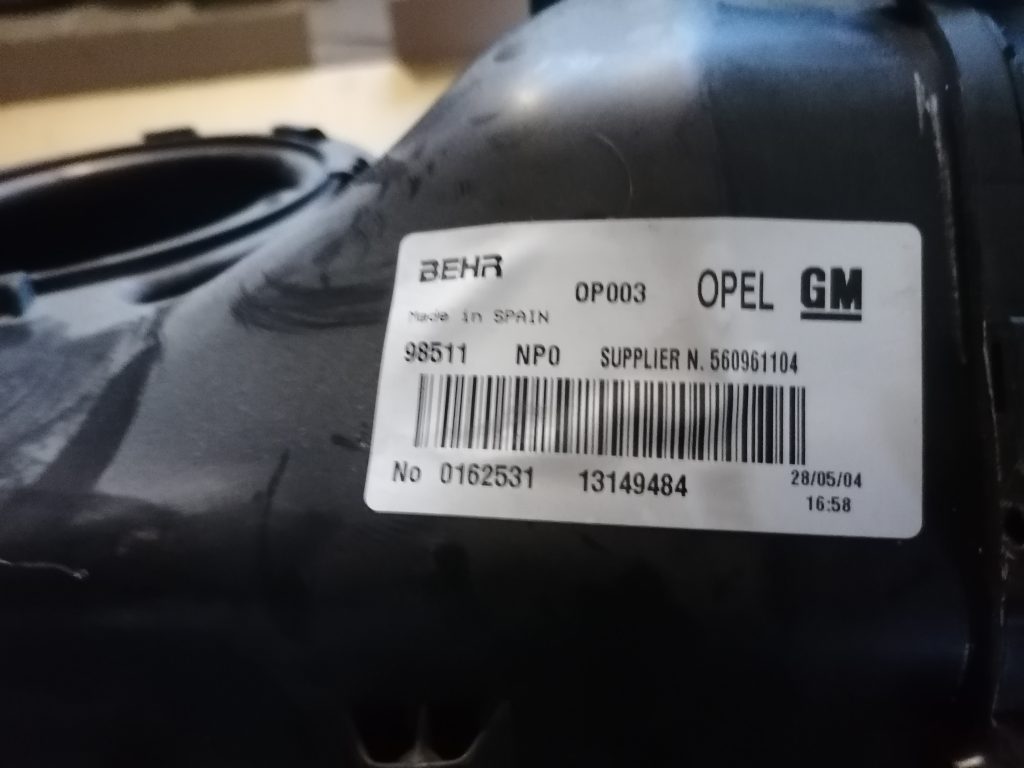 BEHR OP003 OPEL GM
Made in SPAIN
98511 NP0 SUPPLIER N. 560961104
No 0162531 13149484 28/05/04
16:58